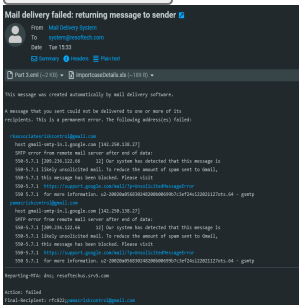 Mail delivery failed: returning message to sender
From Mail Delivery System
To system@resoftech.com
Date Tue 15:33
Summary Headers Plain text
Part 3.eml (~2 KB) importcaseDetails.xls (~189 B)
This message was created automatically by mail delivery software.
A message that you sent could not be delivered to one or more of its
recipients. This is a permanent error. The following address(es) failed:
rkassociatesriskcontrol@gmail.com
host gmail-smtp-in.l.google.com [142.250.138.27]
SMTP error from remote mail server after end of data:
550-5.7.1 [209.236.122.66 12] Our system has detected that this message is
550-5.7.1 likely unsolicited mail. To reduce the amount of spam sent to Gmail,
550-5.7.1 this message has been blocked. Please visit
550-5.7.1 https://support.google.com/mail/?p=UnsolicitedMessageError
550 5.7.1 for more information. - gsmtp
host gmail-smtp-in.l.google.com [142.250.138.27]
SMTP error from remote mail server after end of data:
550-5.7.1 [209.236.122.66 12] Our system has detected that this message is
550-5.7.1 likely unsolicited mail. To reduce the amount of spam sent to Gmail,
550-5.7.1 this message has been blocked. Please visit
550-5.7.1 https://support.google.com/mail/?p=UnsolicitedMessageError
550 5.7.1 for more information. - gsmtp
Reporting-MTA: dns;
Action: failed
Final-Recipient: